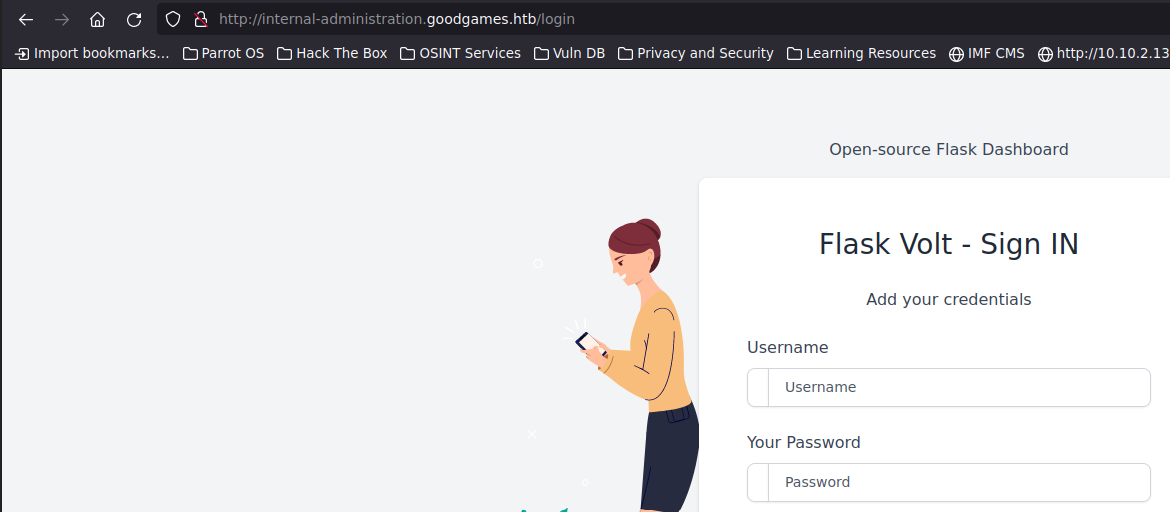 http://internal-administration.goodgames.htb/login
Import bookmarks... Parrot OS Hack The Box OSINT Services Vuln DB Privacy and Security Learning Resources IMF CMS http://10.10.2.13
Open-source Flask Dashboard
Flask Volt - Sign IN
Add your credentials
Username
Username
Your Password
Password